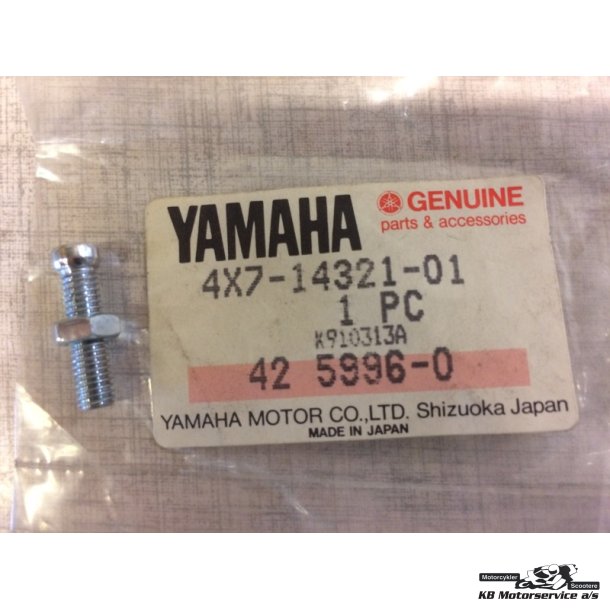 YAMAHA
GENUINE
parts & accessories
4X7-14321-01
1 PC
K910313A
42 5996-0
YAMAHA MOTOR CO.,LTD. Shizuoka Japan
MADE IN JAPAN
Motorcykler
Scootere
KB Motorservice a/s